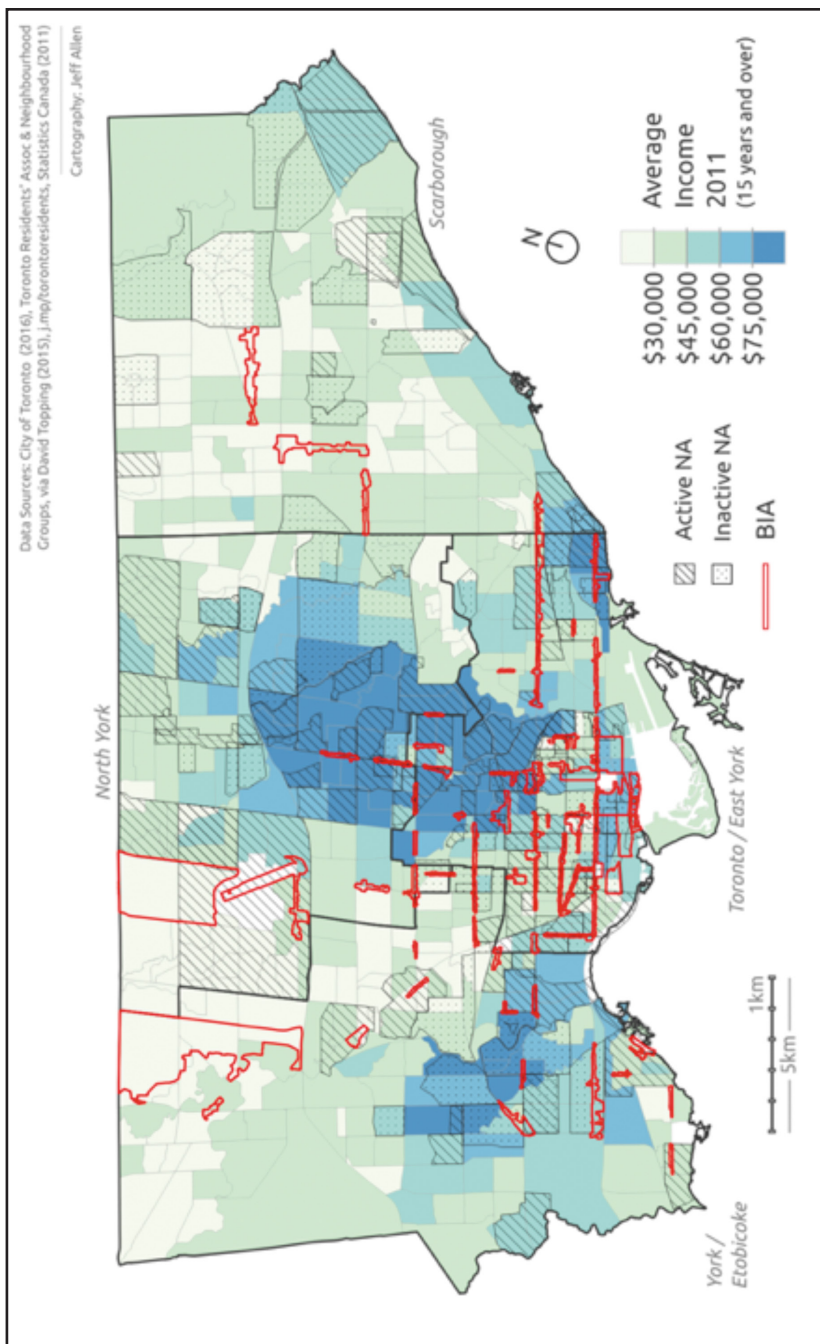 Data Sources: City of Toronto (2016), Toronto Residents' Assoc & Neighbourhood
Groups, via David Topping (2015), j.mp/torontoresidents, Statistics Canada (2011)
Cartography: Jeff Allen
North York
Scarborough
N
Toronto / East York
York /
Etobicoke
1km
5km
Active NA
Inactive NA
BIA
$30,000
$45,000
$60,000
$75,000
Average
Income
2011
(15 years and over)